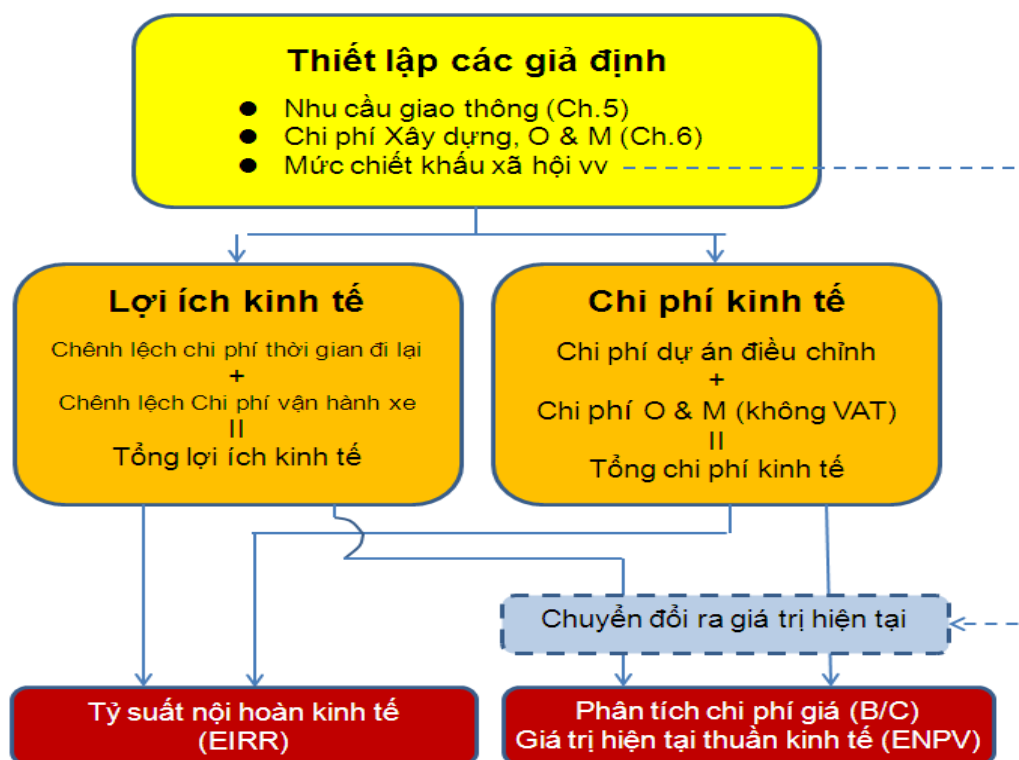 Thiết lập các giả định
● Nhu cầu giao thông (Ch.5)
● Chi phí Xây dựng, O & M (Ch.6)
● Mức chiết khấu xã hội vv
Lợi ích kinh tế
Chênh lệch chi phí thời gian đi lại
+
Chênh lệch Chi phí vận hành xe
=
Tổng lợi ích kinh tế
Chi phí kinh tế
Chi phí dự án điều chỉnh
+
Chi phí O & M (không VAT)
=
Tổng chi phí kinh tế
Chuyển đổi ra giá trị hiện tại
Tỷ suất nội hoàn kinh tế
(EIRR)
Phân tích chi phí giá (B/C)
Giá trị hiện tại thuần kinh tế (ENPV)